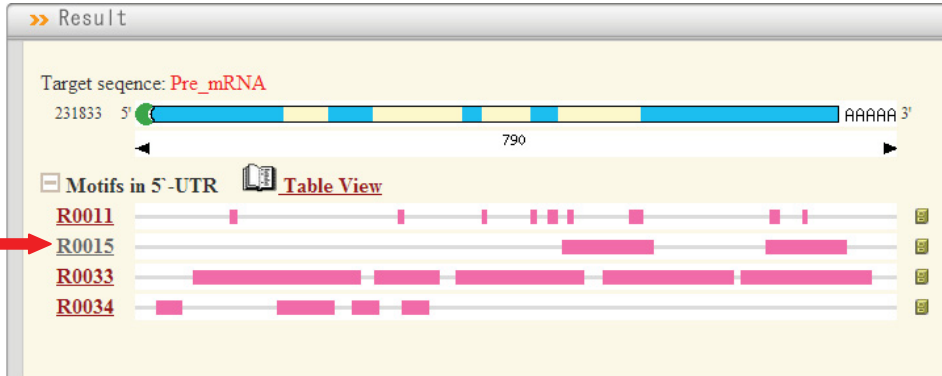 Result
Target seqence: Pre_mRNA
231833 5' AAAAA 3'
790
Motifs in 5`-UTR Table View
R0011
R0015
R0033
R0034